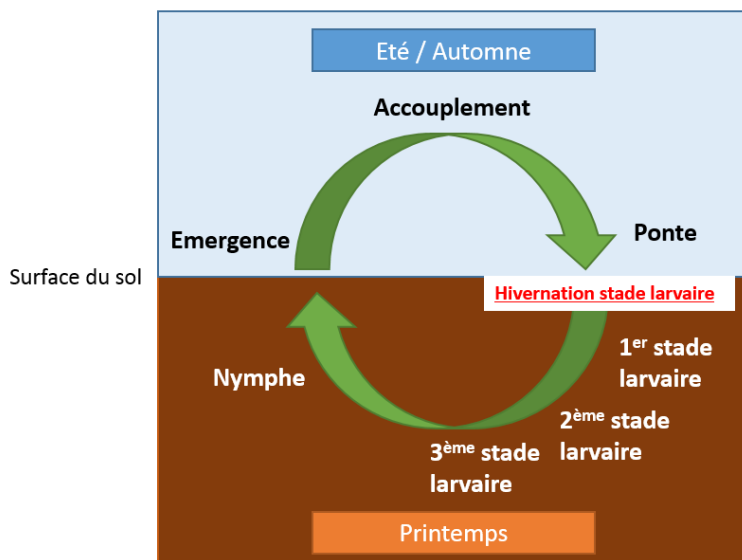 Eté / Automne
Accouplement
Emergence
Ponte
Surface du sol
Hivernation stade larvaire
1er stade
larvaire
Nymphe
2ème stade
larvaire
3ème stade
larvaire
Printemps